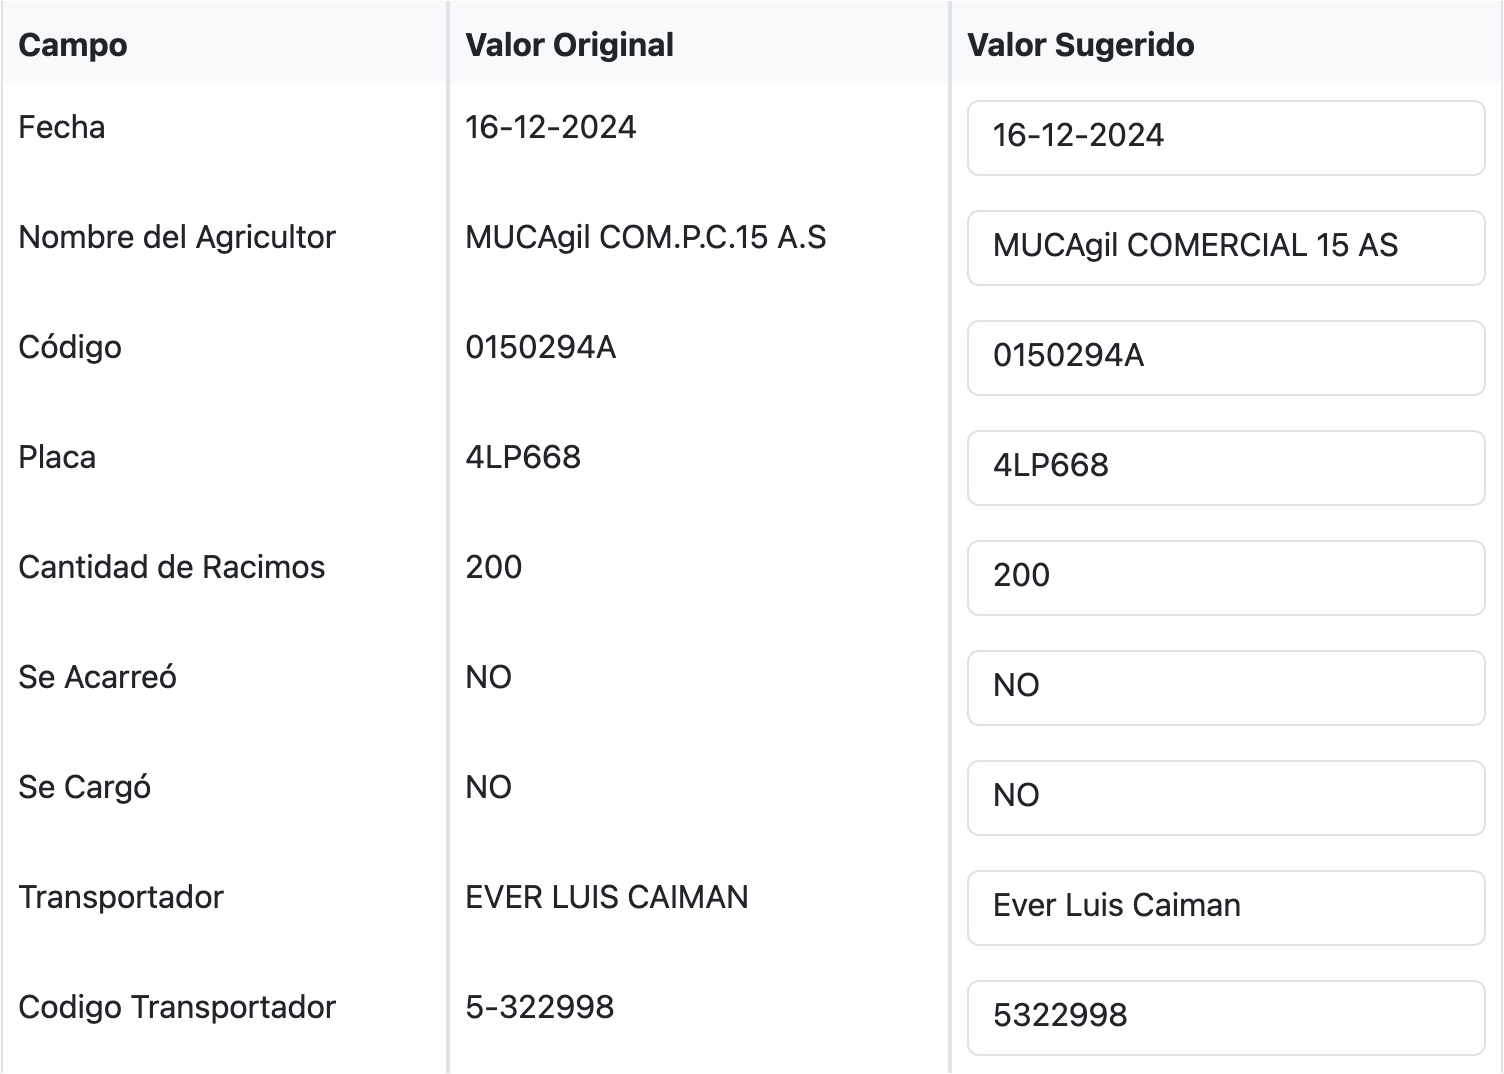 Campo Valor Original Valor Sugerido
Fecha 16-12-2024 16-12-2024
Nombre del Agricultor MUCAgil COM.P.C.15 A.S MUCAgil COMERCIAL 15 AS
Código 0150294A 0150294A
Placa 4LP668 4LP668
Cantidad de Racimos 200 200
Se Acarreó NO NO
Se Cargó NO NO
Transportador EVER LUIS CAIMAN Ever Luis Caiman
Codigo Transportador 5-322998 5322998